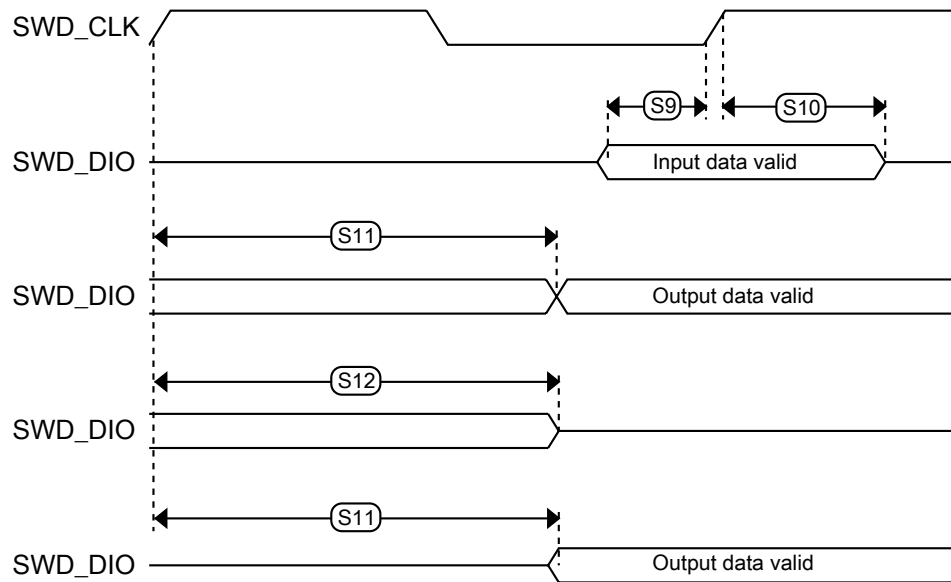 SWD_CLK
S9
S10
SWD_DIO
Input data valid
S11
SWD_DIO
Output data valid
S12
SWD_DIO
S11
SWD_DIO
Output data valid